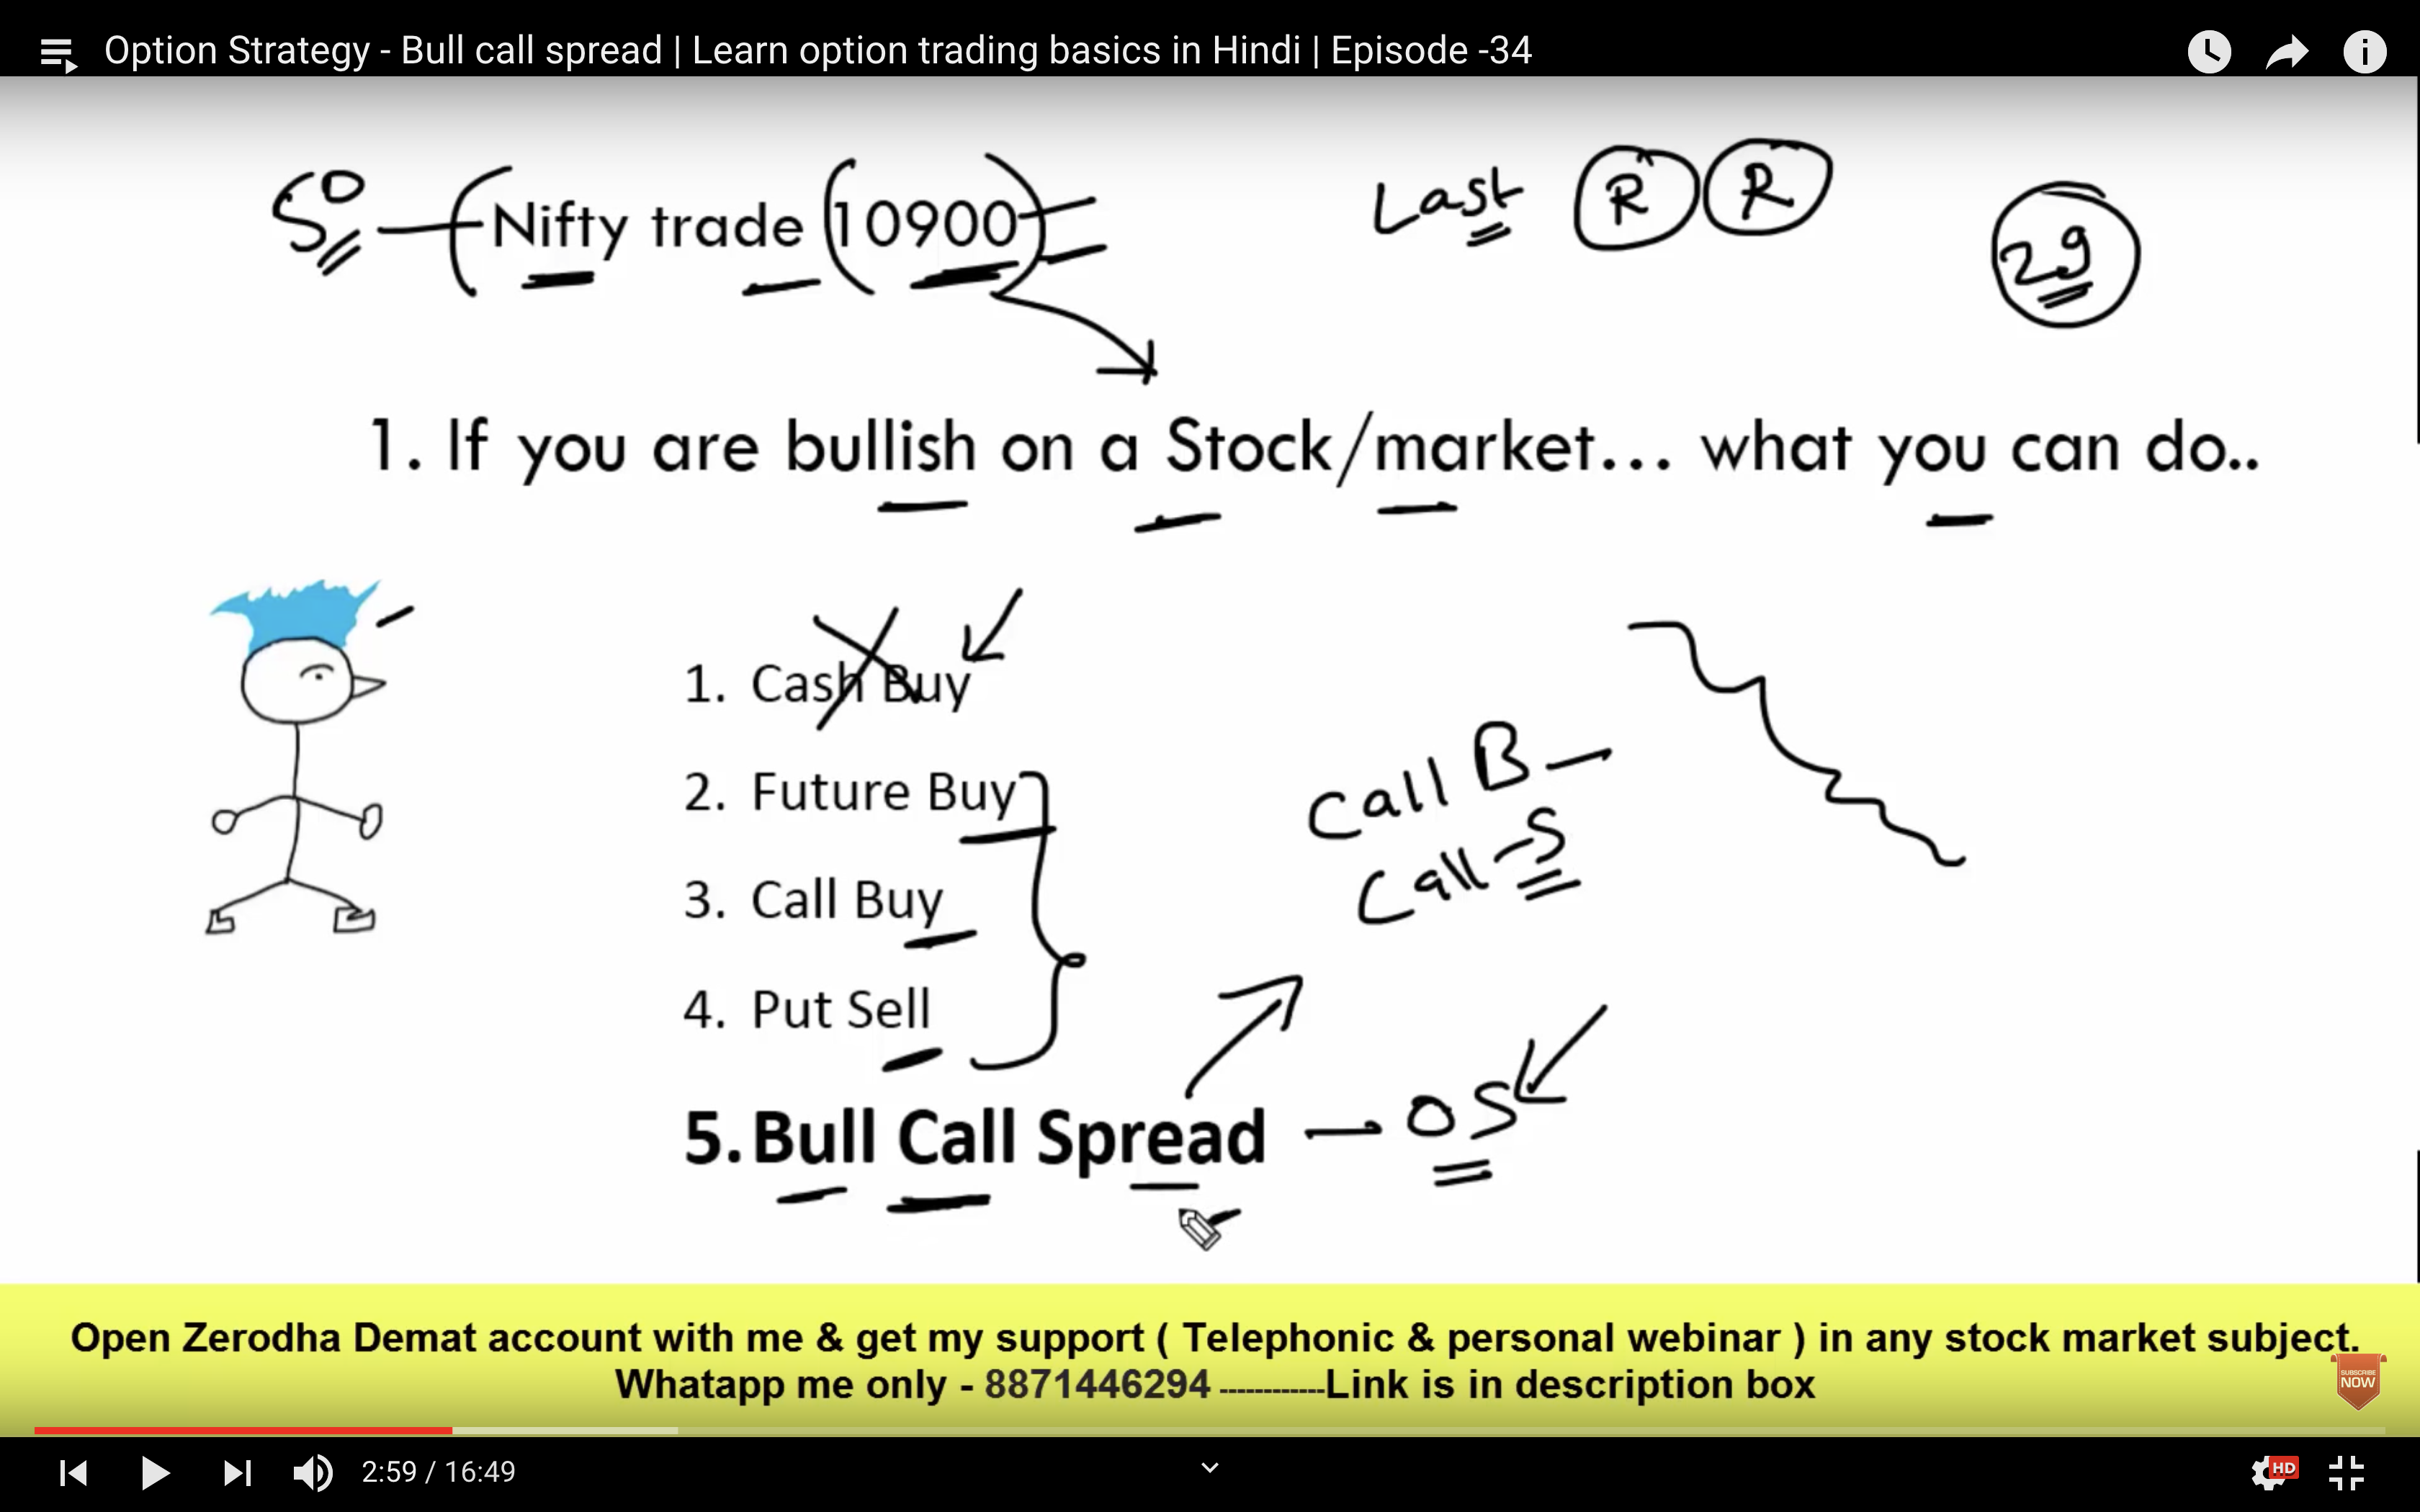 Option Strategy - Bull call spread | Learn option trading basics in Hindi | Episode -34
50 Nifty trade (10900) Last R R
29
1. If you are bullish on a Stock/market... what you can do..
1. Cash Buy
2. Future Buy
Call B
3. Call Buy
Call - S
4. Put Sell
5. Bull Call Spread - OS
Open Zerodha Demat account with me & get my support ( Telephonic & personal webinar ) in any stock market subject.
Whatapp me only - 8871446294 ------------Link is in description box
SUBSCRIBE
NOW
2:59 / 16:49
HD